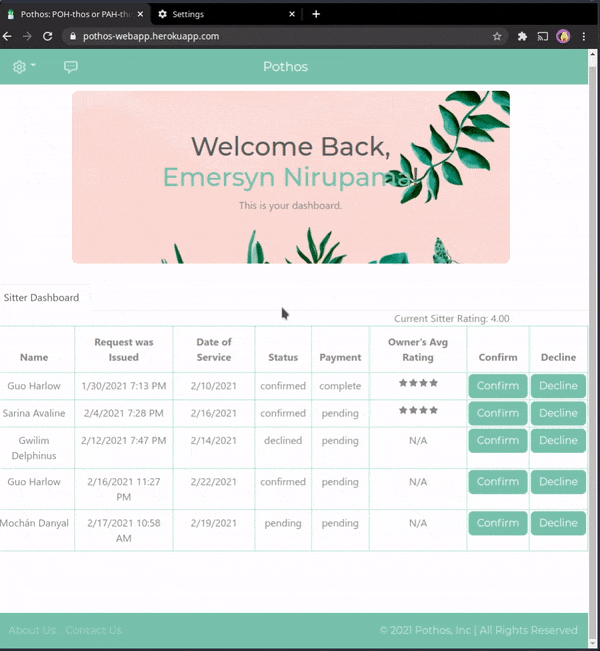 Pothos: POH-thos or PAH-th
Settings
pothos-webapp.herokuapp.com
Pothos
Welcome Back,
Emersyn Nirupama!
This is your dashboard.
Sitter Dashboard
Current Sitter Rating: 4.00
Name Request was Issued Date of Service Status Payment Owner's Avg Rating Confirm Decline
Guo Harlow 1/30/2021 7:13 PM 2/10/2021 confirmed complete ★★★★ Confirm Decline
Sarina Avaline 2/4/2021 7:28 PM 2/16/2021 confirmed pending ★★★★ Confirm Decline
Gwilim Delphinus 2/12/2021 7:47 PM 2/14/2021 declined pending N/A Confirm Decline
Guo Harlow 2/16/2021 11:27 PM 2/22/2021 confirmed pending N/A Confirm Decline
Mochán Danyal 2/17/2021 10:58 AM 2/19/2021 pending pending N/A Confirm Decline
About Us Contact Us © 2021 Pothos, Inc | All Rights Reserved